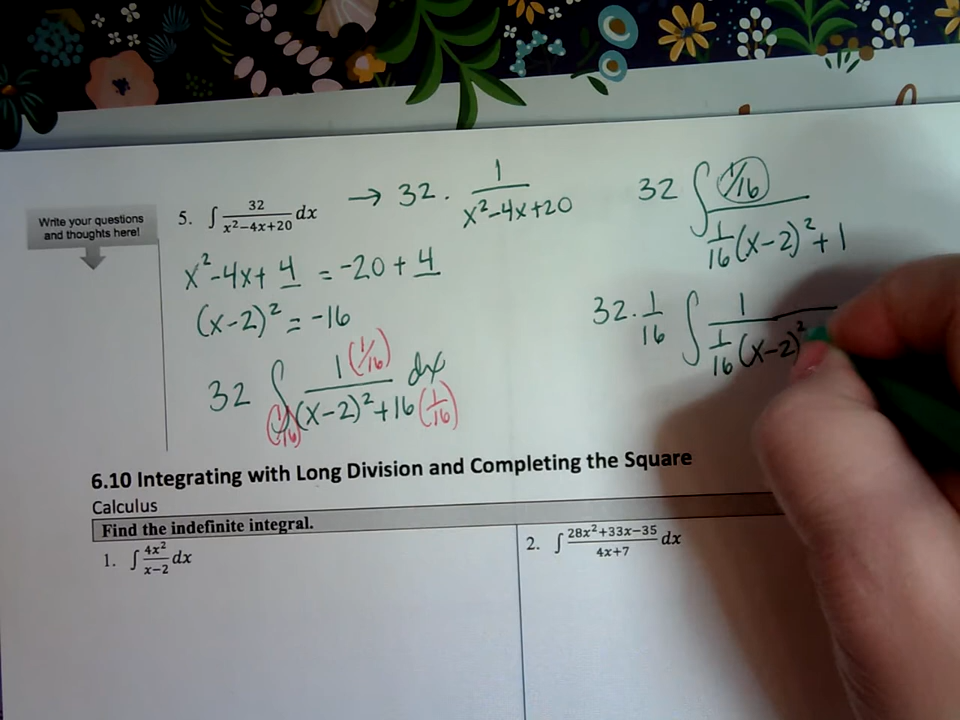 Write your questions
and thoughts here!
5. ∫ 32/(x²−4x+20) dx → 32 · 1/(x²−4x+20)
x²−4x+ 4 = −20 + 4
(x−2)² = −16
32 ∫ 1(1/16)/((1/16)(x−2)²+16(1/16)) dx
32 ∫ (1/16)/(1/16(x−2)²+1
32 · 1/16 ∫ 1/(1/16(x−2)²
6.10 Integrating with Long Division and Completing the Square
Calculus
Find the indefinite integral.
1. ∫ 4x²/(x−2) dx
2. ∫ (28x²+33x−35)/(4x+7) dx